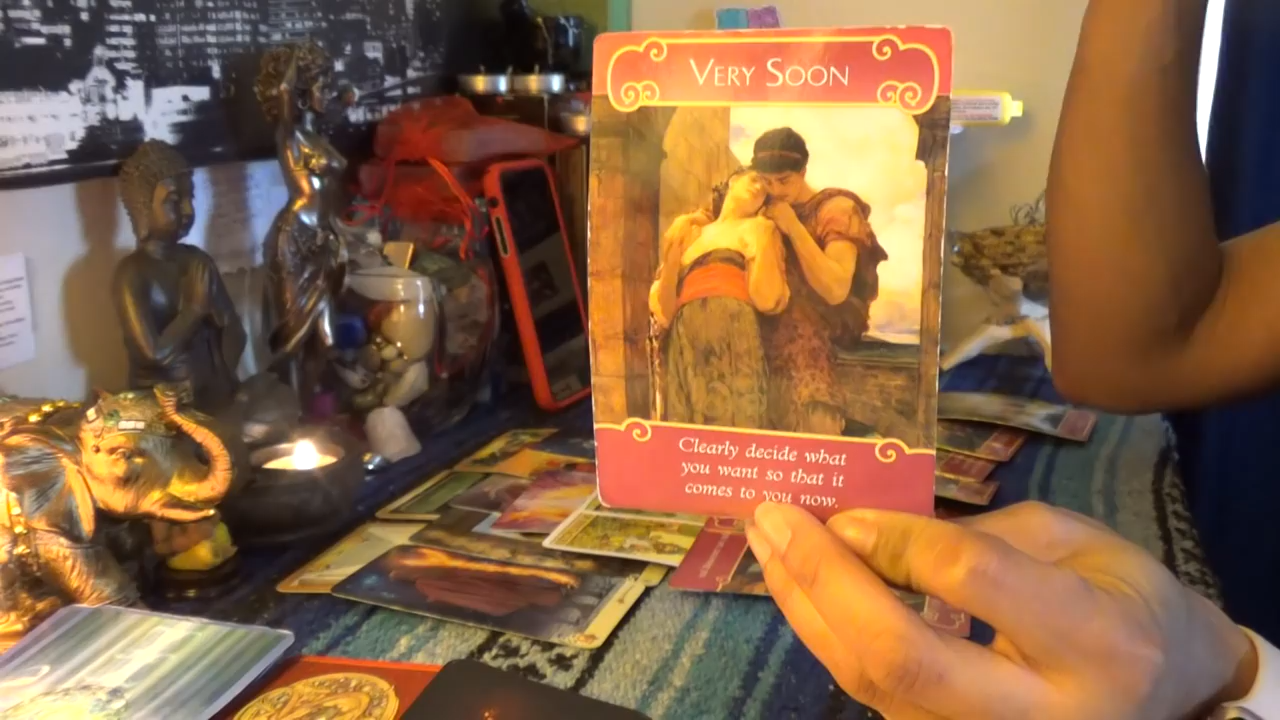 Very Soon
Clearly decide what
you want so that it
comes to you now.